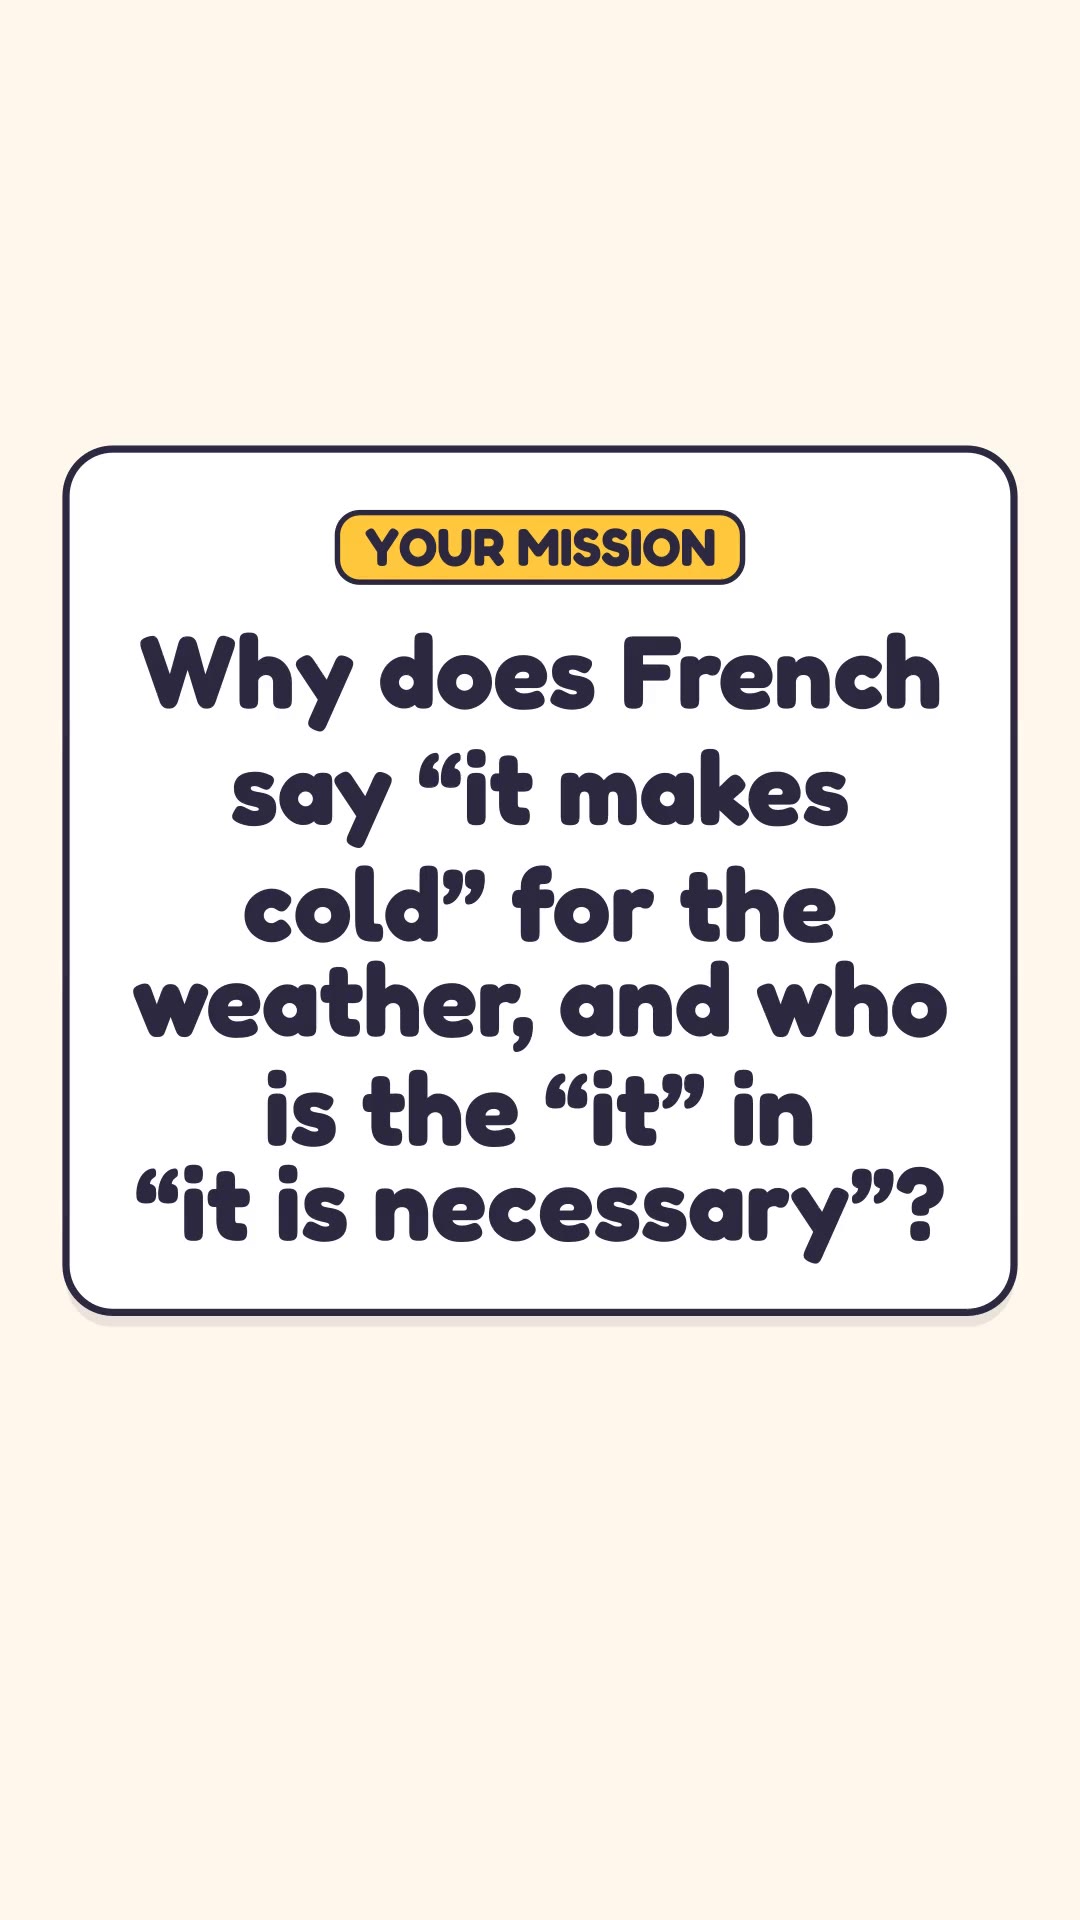 YOUR MISSION
Why does French
say “it makes
cold” for the
weather, and who
is the “it” in
“it is necessary”?